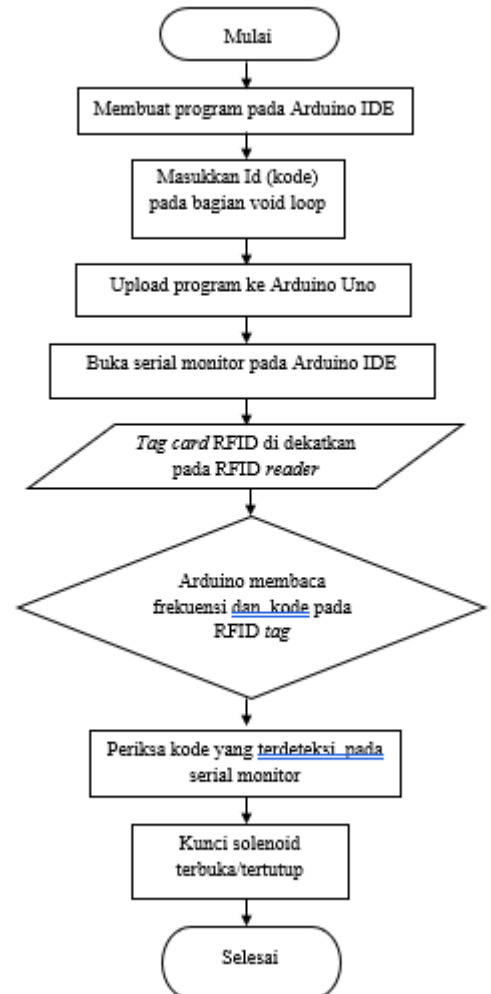 Mulai
Membuat program pada Arduino IDE
Masukkan Id (kode)
pada bagian void loop
Upload program ke Arduino Uno
Buka serial monitor pada Arduino IDE
Tag card RFID di dekatkan
pada RFID reader
Arduino membaca
frekuensi dan kode pada
RFID tag
Periksa kode yang terdeteksi pada
serial monitor
Kunci solenoid
terbuka/tertutup
Selesai